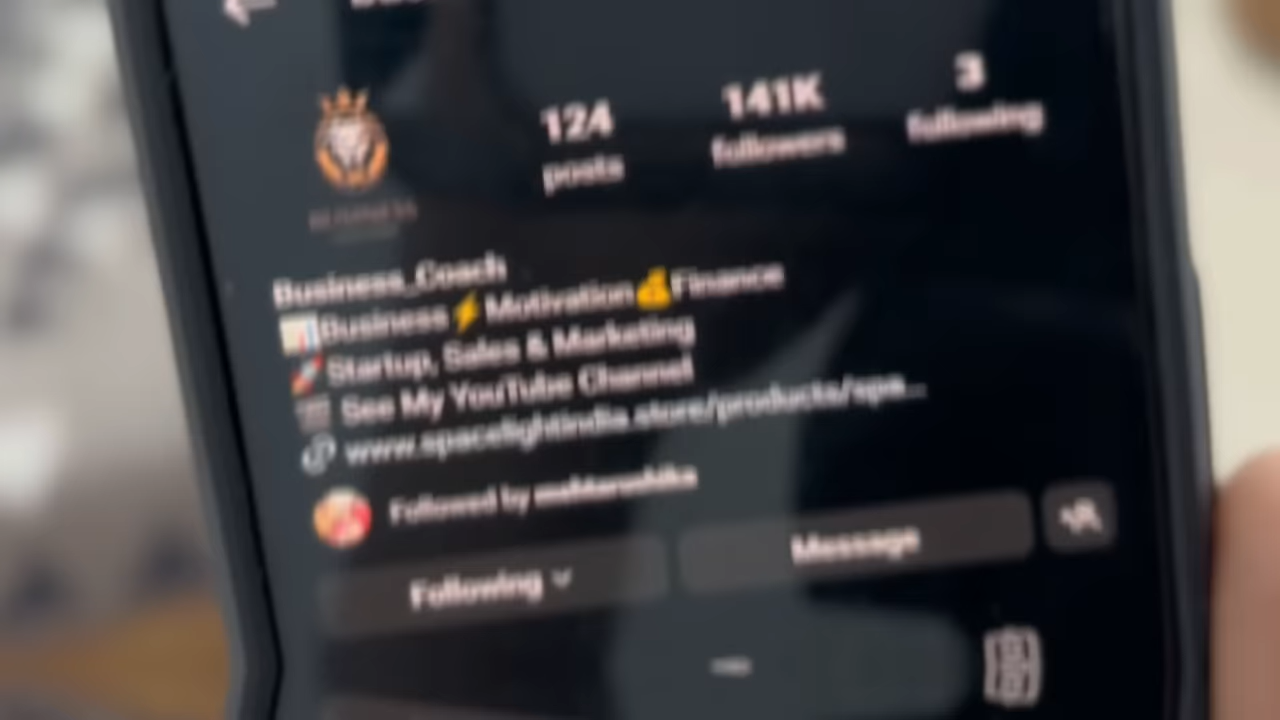 124 posts
141K followers
3 following
BUSINESS
Business_Coach
📊Business⚡Motivation💰Finance
🚀Startup, Sales & Marketing
See My YouTube Channel
www.spacelightindia.store/products/spa...
Followed by
Following
Message